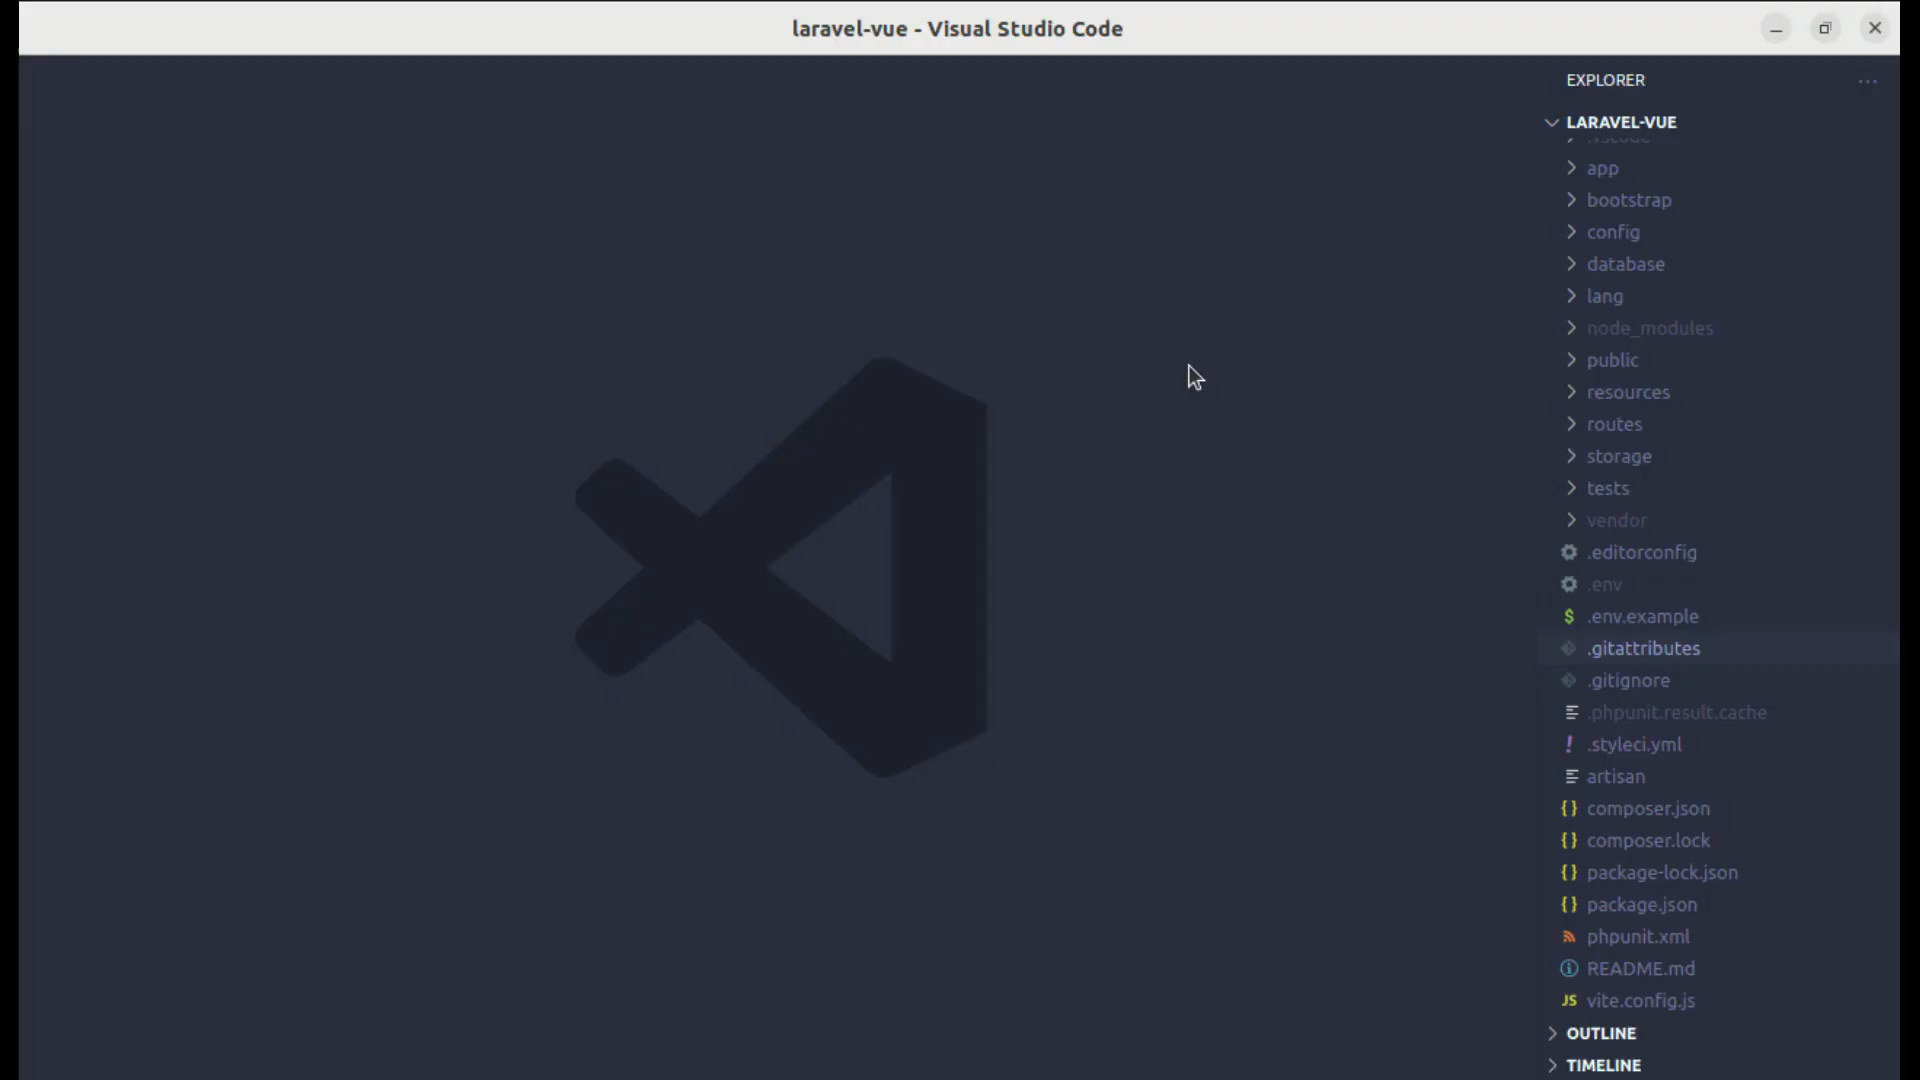 laravel-vue - Visual Studio Code
EXPLORER
LARAVEL-VUE
.vscode
app
bootstrap
config
database
lang
node_modules
public
resources
routes
storage
tests
vendor
.editorconfig
.env
$ .env.example
.gitattributes
.gitignore
.phpunit.result.cache
! .styleci.yml
artisan
{} composer.json
{} composer.lock
{} package-lock.json
{} package.json
phpunit.xml
README.md
JS vite.config.js
OUTLINE
TIMELINE